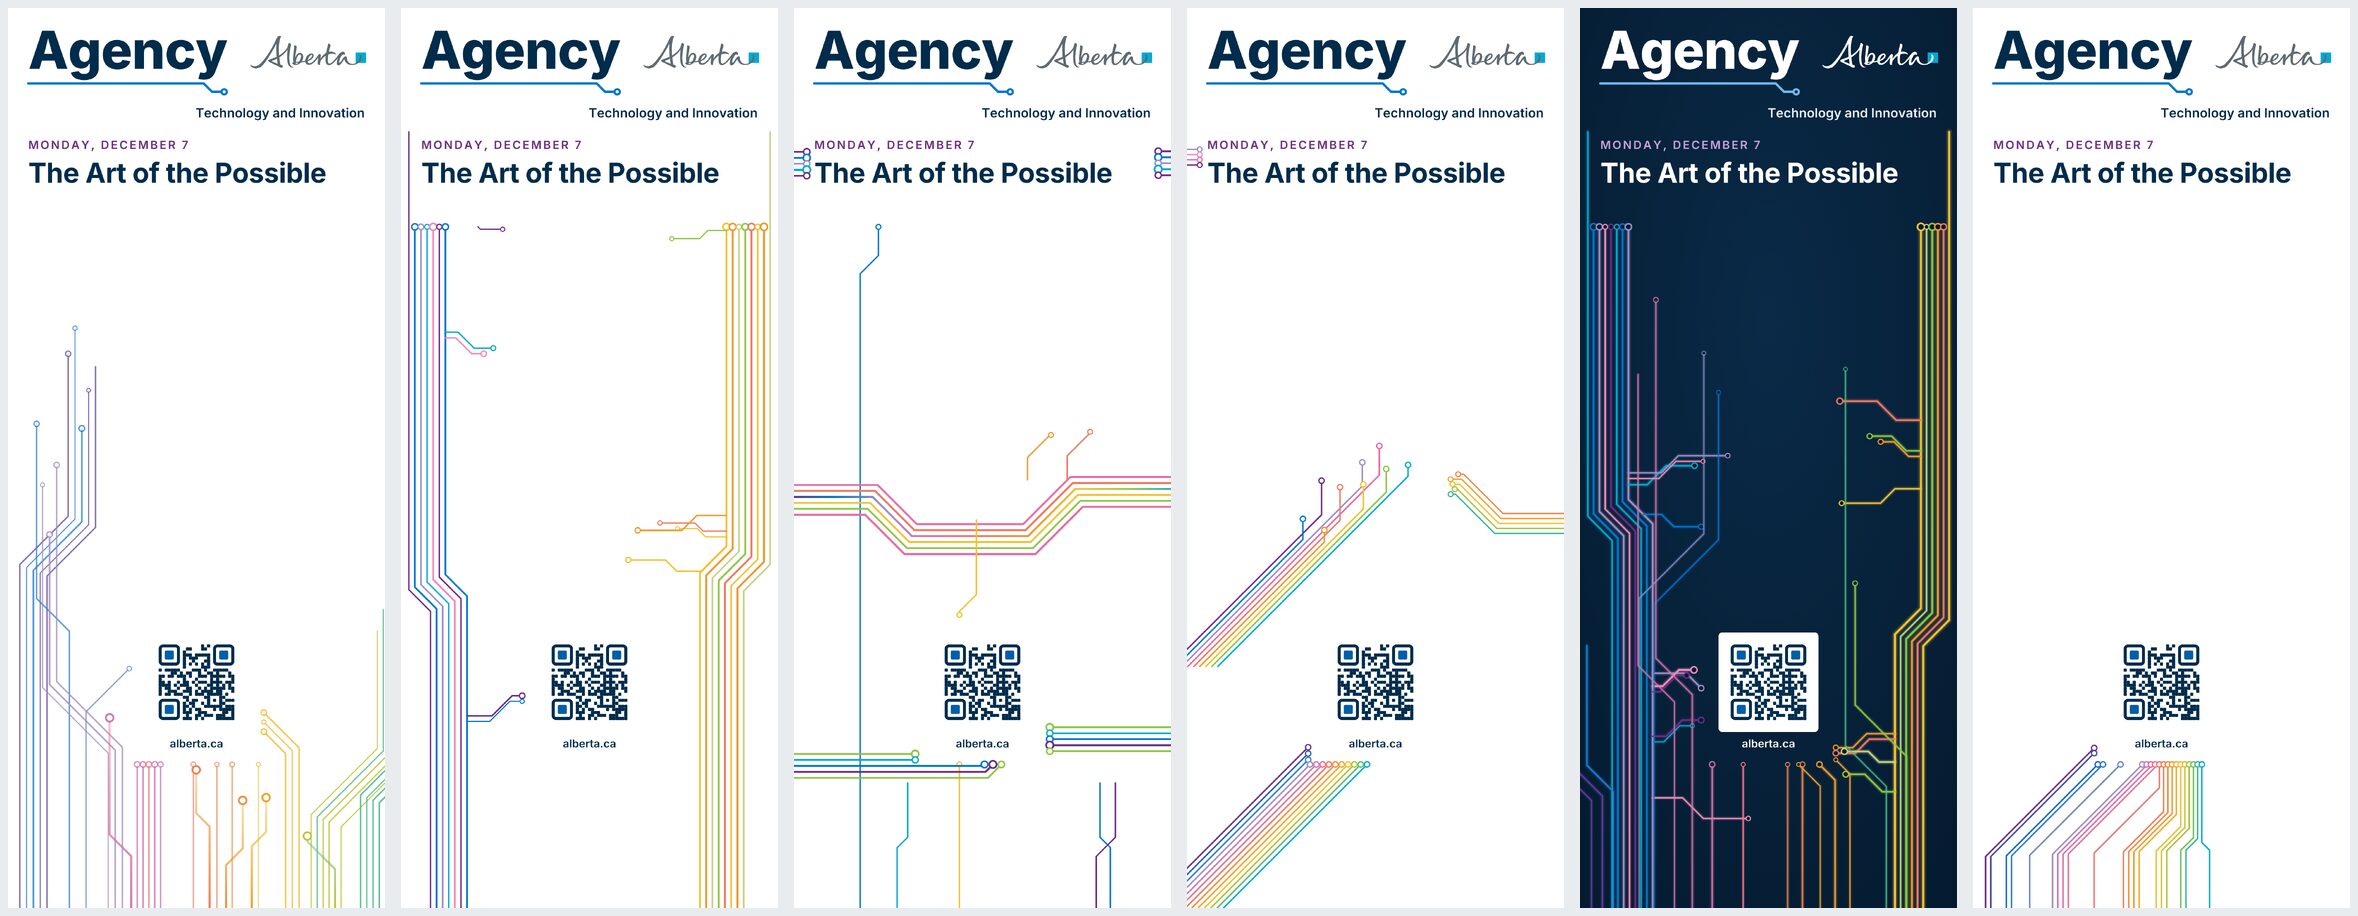 Agency Alberta
Technology and Innovation
MONDAY, DECEMBER 7
The Art of the Possible
alberta.ca
Agency Alberta
Technology and Innovation
MONDAY, DECEMBER 7
The Art of the Possible
alberta.ca
Agency Alberta
Technology and Innovation
MONDAY, DECEMBER 7
The Art of the Possible
alberta.ca
Agency Alberta
Technology and Innovation
MONDAY, DECEMBER 7
The Art of the Possible
alberta.ca
Agency Alberta
Technology and Innovation
MONDAY, DECEMBER 7
The Art of the Possible
alberta.ca
Agency Alberta
Technology and Innovation
MONDAY, DECEMBER 7
The Art of the Possible
alberta.ca